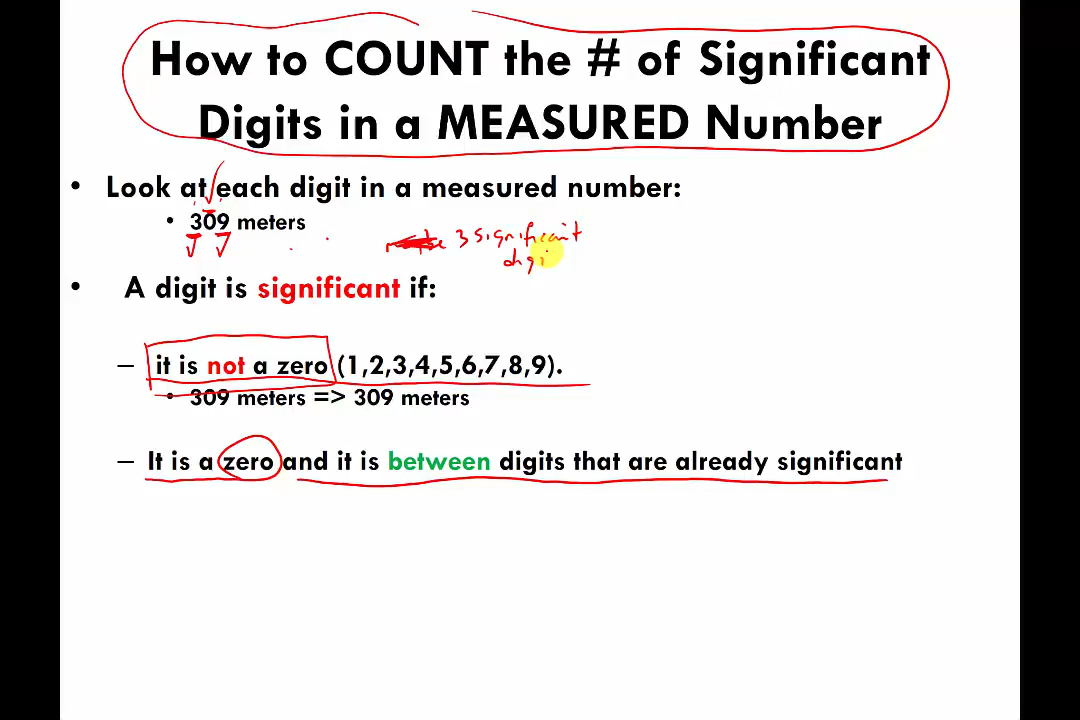 How to COUNT the # of Significant
Digits in a MEASURED Number
• Look at each digit in a measured number:
• 309 meters
3 significant
digi
• A digit is significant if:
– it is not a zero (1,2,3,4,5,6,7,8,9).
• 309 meters => 309 meters
– It is a zero and it is between digits that are already significant